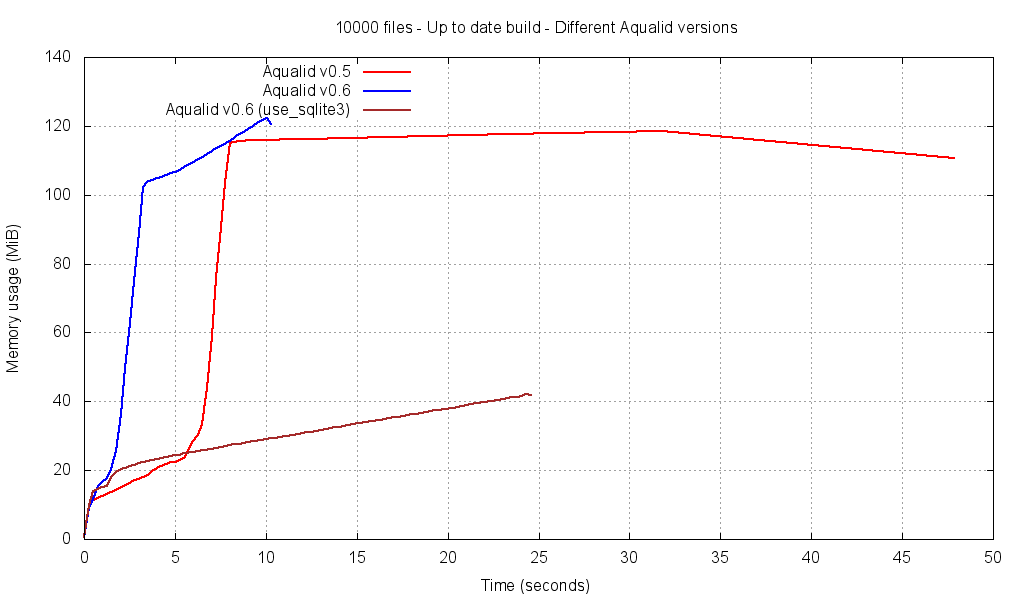 10000 files - Up to date build - Different Aqualid versions
Aqualid v0.5
Aqualid v0.6
Aqualid v0.6 (use_sqlite3)
Memory usage (MiB)
140
120
100
80
60
40
20
0
0 5 10 15 20 25 30 35 40 45 50
Time (seconds)